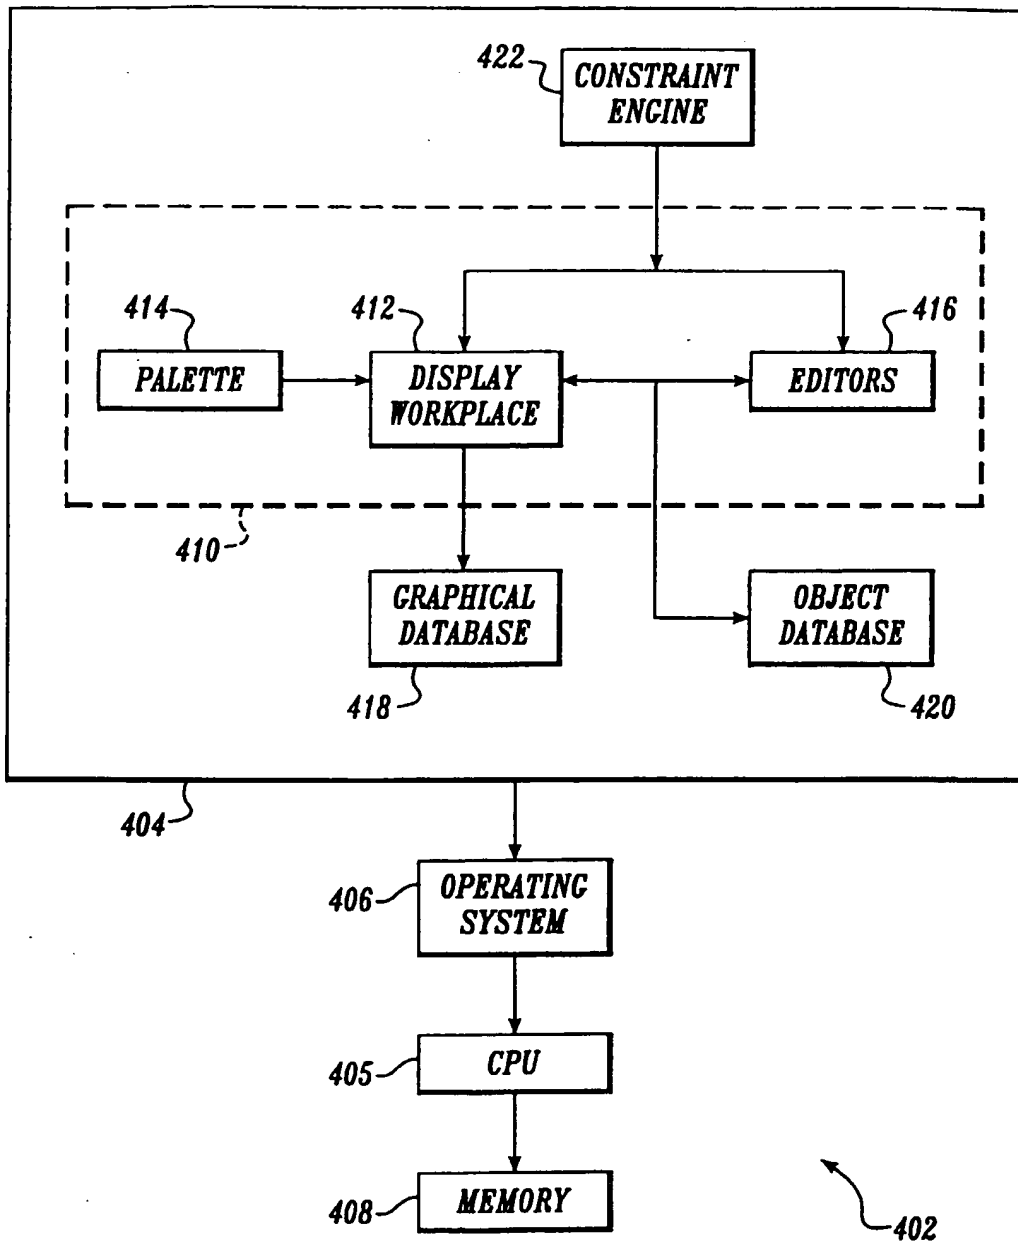 422
CONSTRAINT
ENGINE
414
412
416
PALETTE
DISPLAY
WORKPLACE
EDITORS
410
GRAPHICAL
DATABASE
OBJECT
DATABASE
418
420
404
406
OPERATING
SYSTEM
405
CPU
408
MEMORY
402